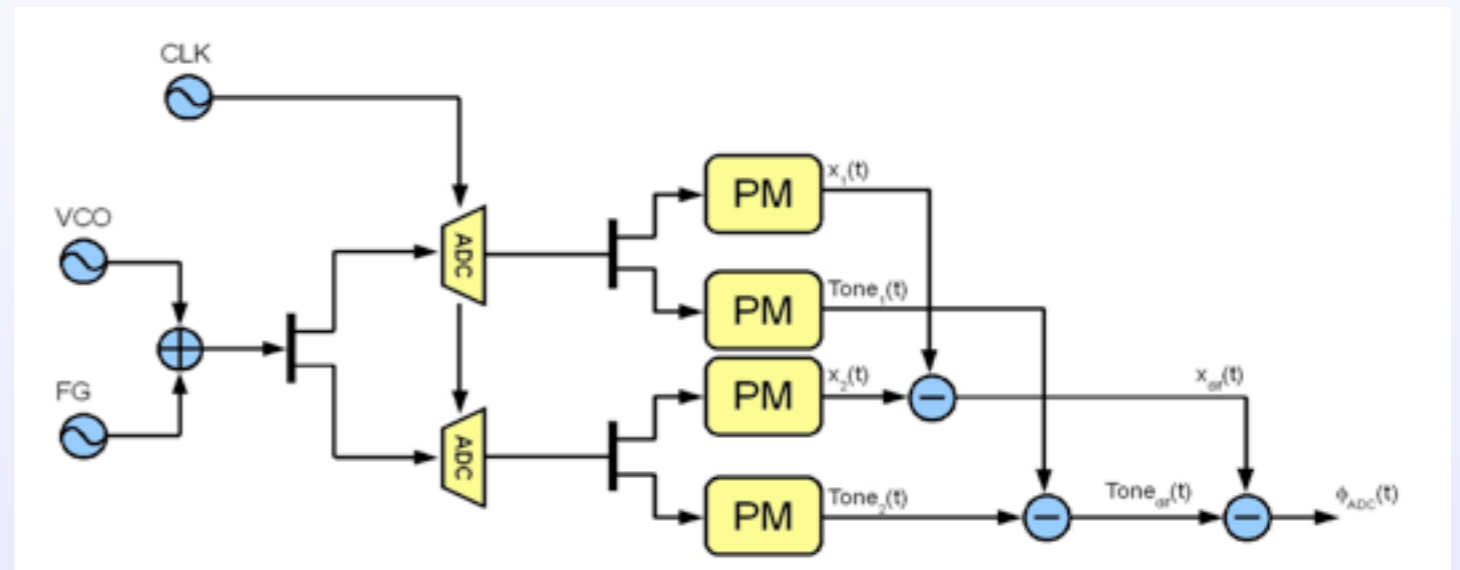 CLK
VCO
FG
ADC
ADC
PM
x₁(t)
PM
Tone₁(t)
PM
x₂(t)
PM
Tone₂(t)
x_dif(t)
Tone_dif(t)
ϕ_ADC(t)